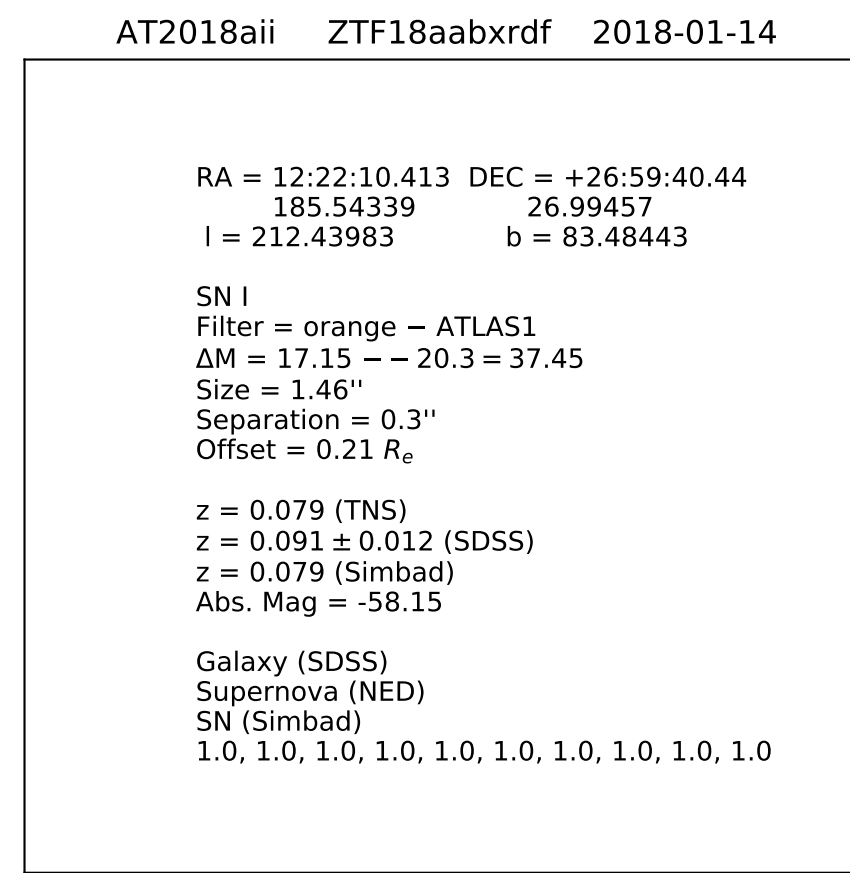 AT2018aii ZTF18aabxrdf 2018-01-14
RA = 12:22:10.413 DEC = +26:59:40.44
185.54339 26.99457
l = 212.43983 b = 83.48443
SN I
Filter = orange − ATLAS1
ΔM = 17.15 − − 20.3 = 37.45
Size = 1.46''
Separation = 0.3''
Offset = 0.21 Rₑ
z = 0.079 (TNS)
z = 0.091 ± 0.012 (SDSS)
z = 0.079 (Simbad)
Abs. Mag = -58.15
Galaxy (SDSS)
Supernova (NED)
SN (Simbad)
1.0, 1.0, 1.0, 1.0, 1.0, 1.0, 1.0, 1.0, 1.0, 1.0